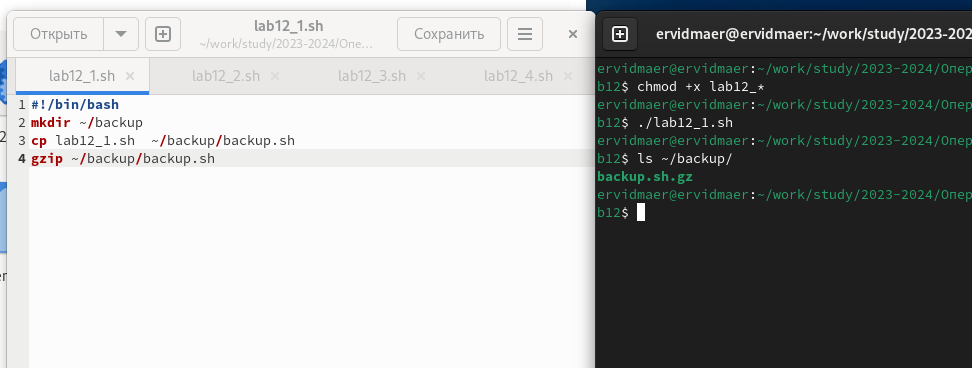 Открыть
lab12_1.sh
~/work/study/2023-2024/Опе…
Сохранить
lab12_1.sh
lab12_2.sh
lab12_3.sh
lab12_4.sh
1 #!/bin/bash
2 mkdir ~/backup
3 cp lab12_1.sh  ~/backup/backup.sh
4 gzip ~/backup/backup.sh
ervidmaer@ervidmaer:~/work/study/2023-202
ervidmaer@ervidmaer:~/work/study/2023-2024/Опер
b12$ chmod +x lab12_*
ervidmaer@ervidmaer:~/work/study/2023-2024/Опер
b12$ ./lab12_1.sh
ervidmaer@ervidmaer:~/work/study/2023-2024/Опер
b12$ ls ~/backup/
backup.sh.gz
ervidmaer@ervidmaer:~/work/study/2023-2024/Опер
b12$